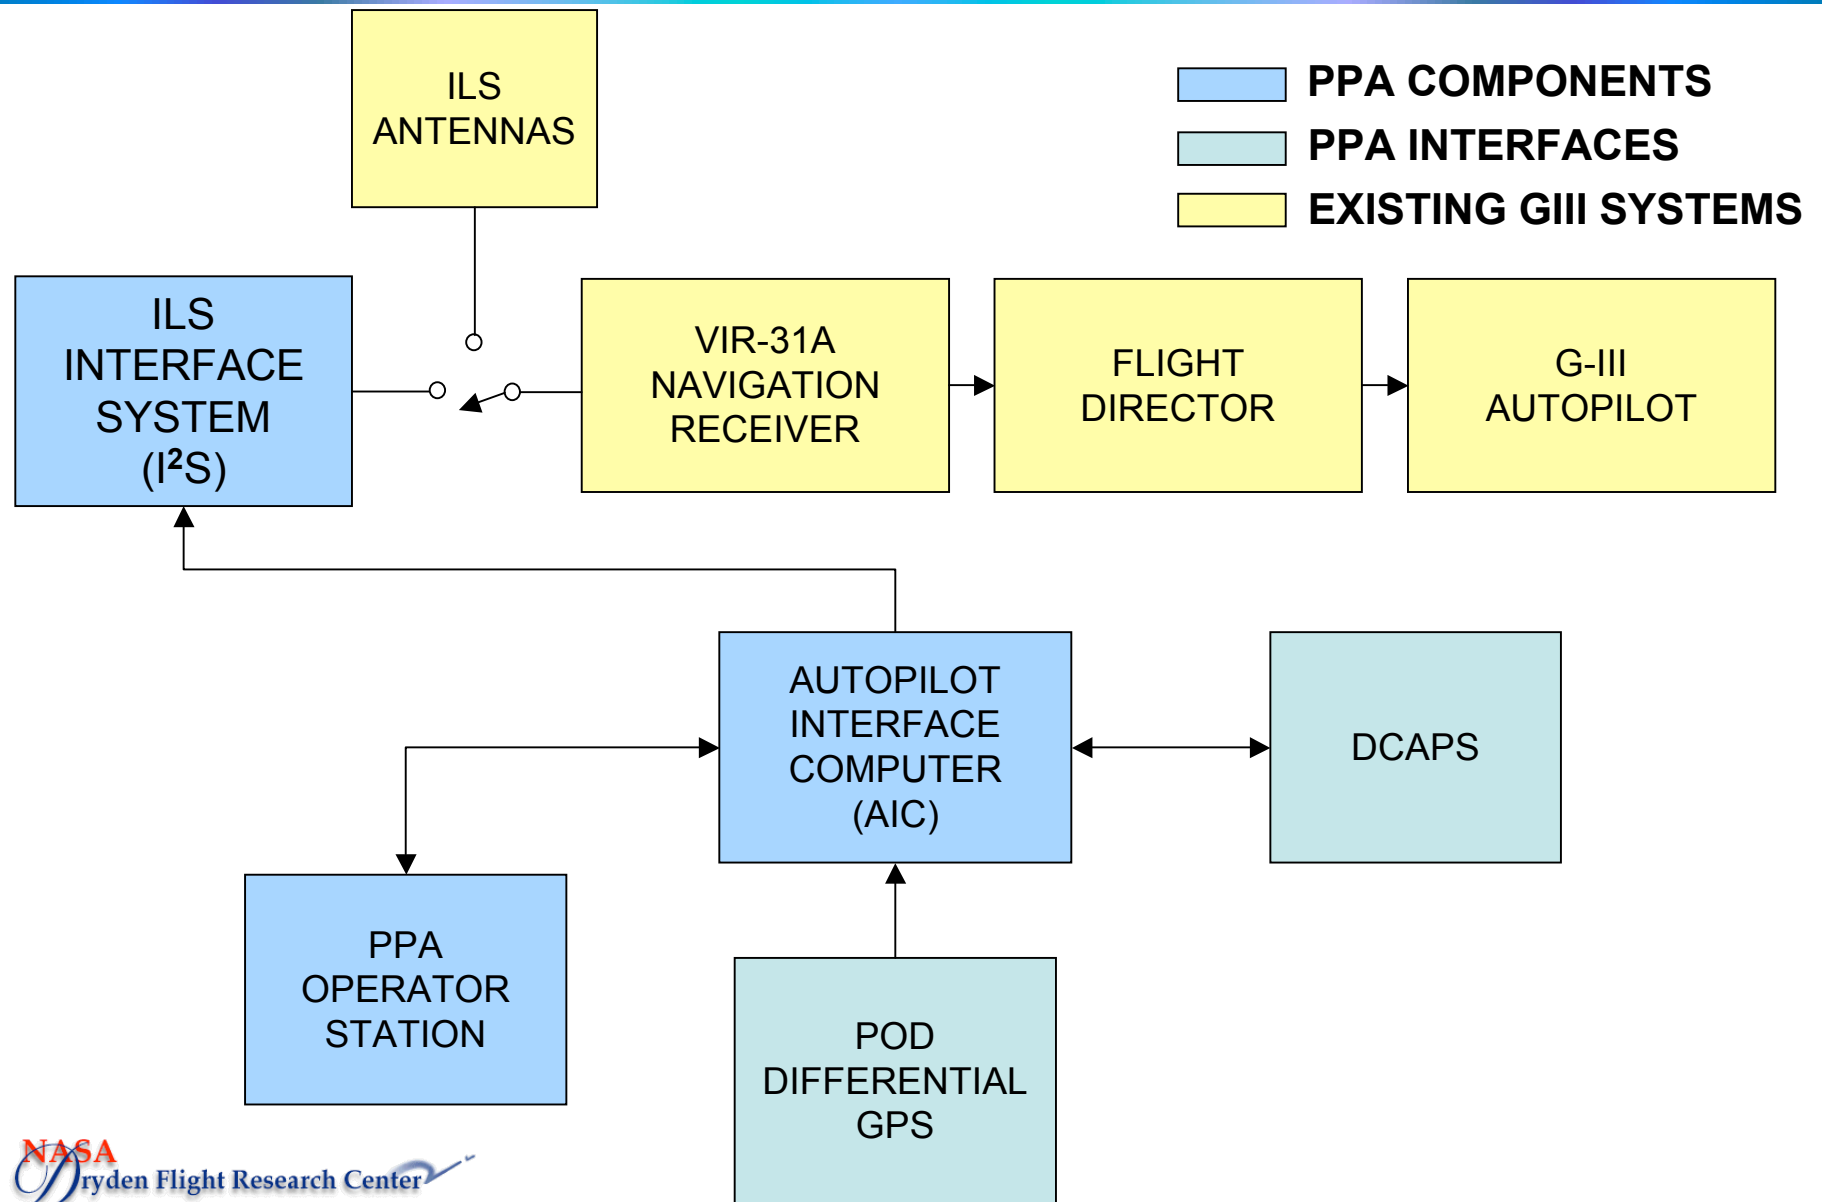 ILS
ANTENNAS
PPA COMPONENTS
PPA INTERFACES
EXISTING GIII SYSTEMS
ILS
INTERFACE
SYSTEM
(I²S)
VIR-31A
NAVIGATION
RECEIVER
FLIGHT
DIRECTOR
G-III
AUTOPILOT
AUTOPILOT
INTERFACE
COMPUTER
(AIC)
DCAPS
PPA
OPERATOR
STATION
POD
DIFFERENTIAL
GPS
NASA
Dryden Flight Research Center